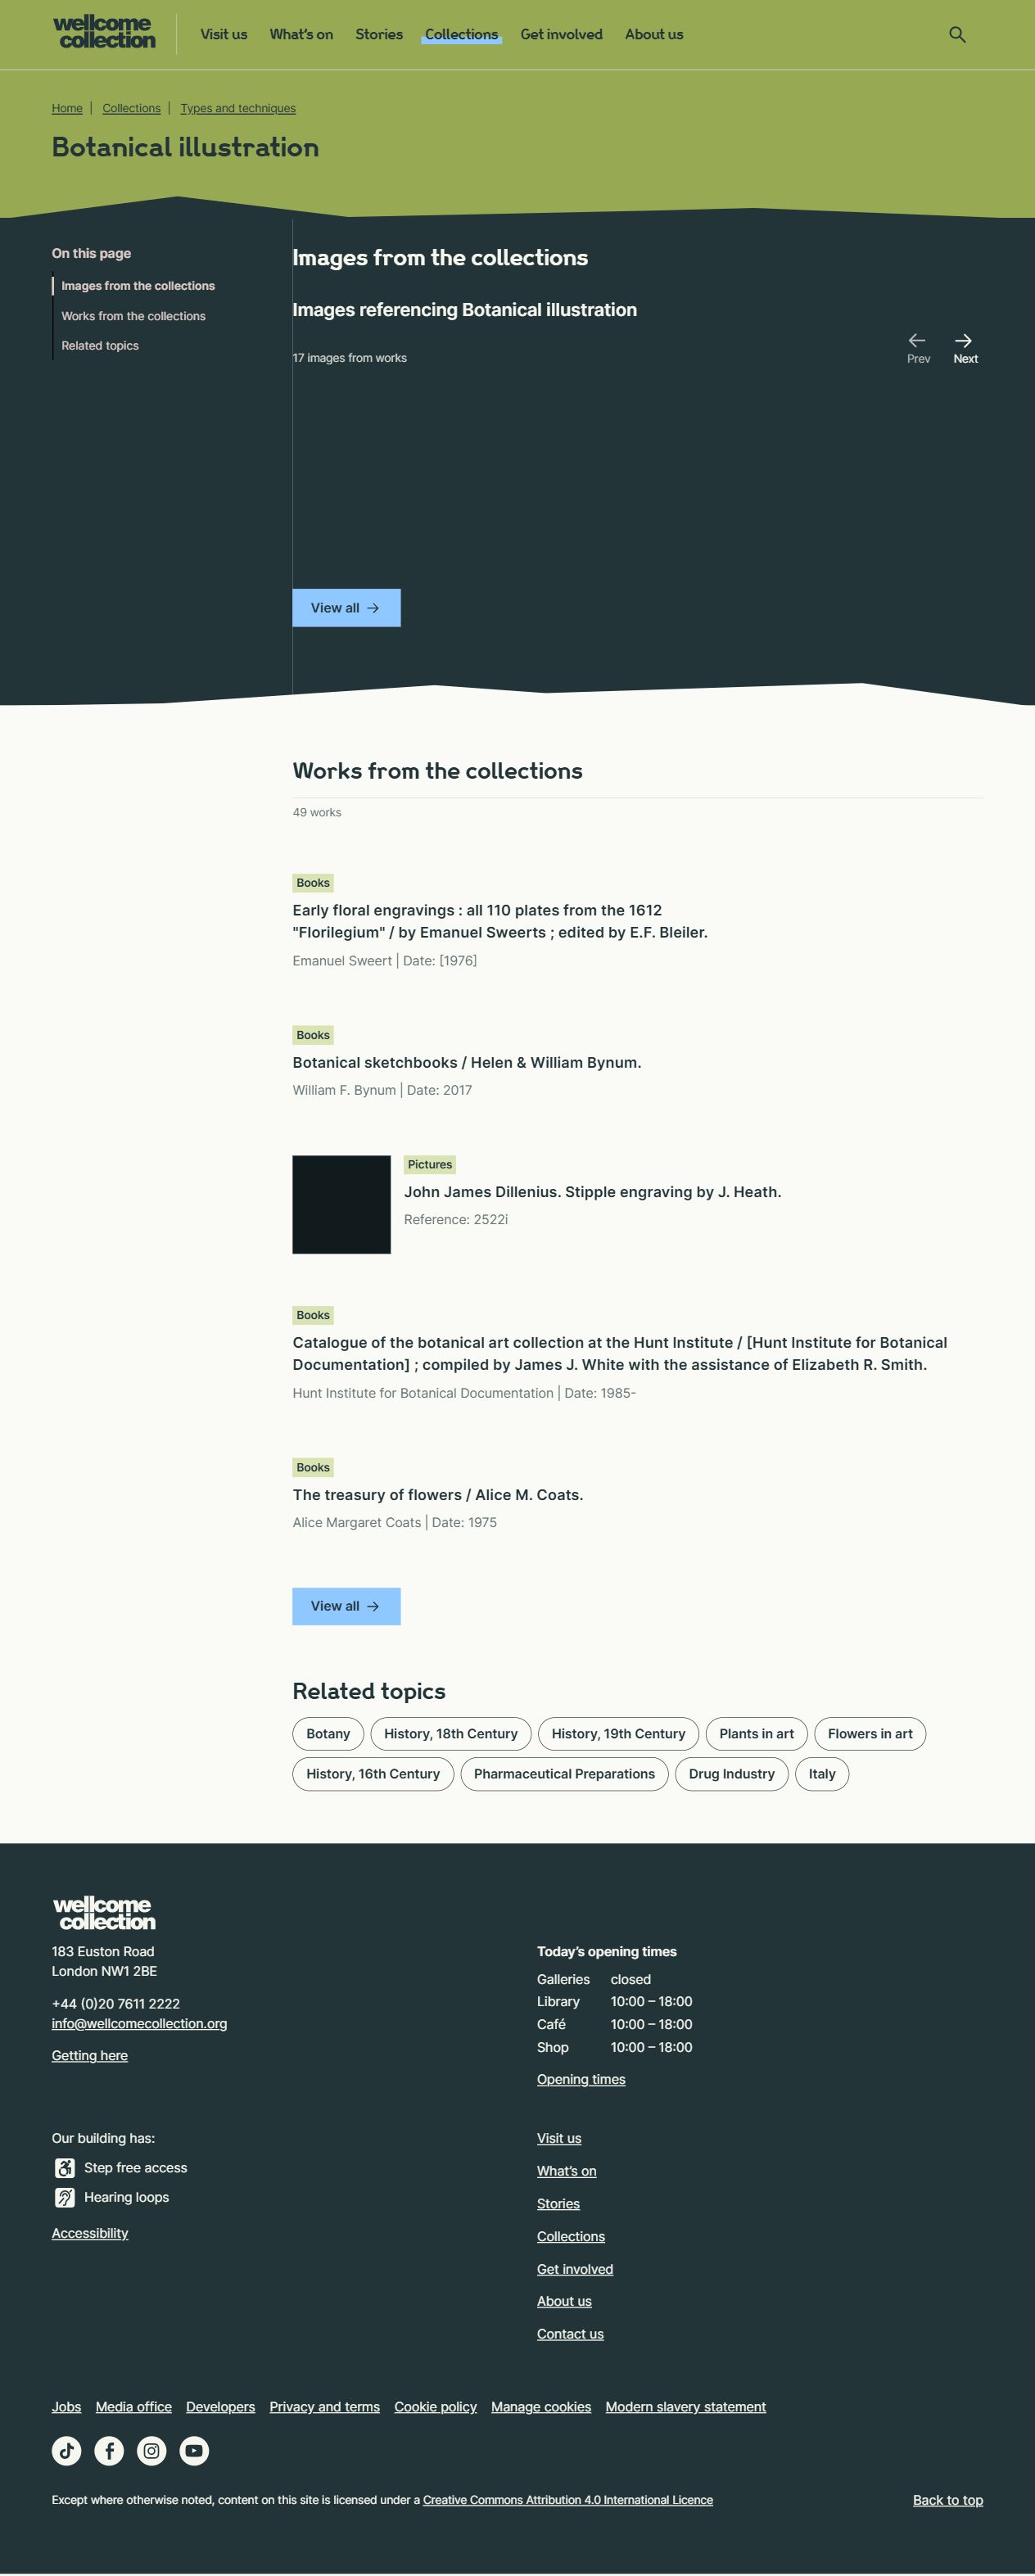 wellcome
collection
Visit us
What's on
Stories
Collections
Get involved
About us
Home
Collections
Types and techniques
Botanical illustration
On this page
Images from the collections
Works from the collections
Related topics
Images from the collections
Images referencing Botanical illustration
17 images from works
Prev
Next
View all
Works from the collections
49 works
Books
Early floral engravings : all 110 plates from the 1612
"Florilegium" / by Emanuel Sweerts ; edited by E.F. Bleiler.
Emanuel Sweert | Date: [1976]
Books
Botanical sketchbooks / Helen & William Bynum.
William F. Bynum | Date: 2017
Pictures
John James Dillenius. Stipple engraving by J. Heath.
Reference: 2522i
Books
Catalogue of the botanical art collection at the Hunt Institute / [Hunt Institute for Botanical
Documentation] ; compiled by James J. White with the assistance of Elizabeth R. Smith.
Hunt Institute for Botanical Documentation | Date: 1985-
Books
The treasury of flowers / Alice M. Coats.
Alice Margaret Coats | Date: 1975
View all
Related topics
Botany
History, 18th Century
History, 19th Century
Plants in art
Flowers in art
History, 16th Century
Pharmaceutical Preparations
Drug Industry
Italy
wellcome
collection
183 Euston Road
London NW1 2BE
+44 (0)20 7611 2222
info@wellcomecollection.org
Getting here
Today's opening times
Galleries closed
Library 10:00 – 18:00
Café 10:00 – 18:00
Shop 10:00 – 18:00
Opening times
Our building has:
Step free access
Hearing loops
Accessibility
Visit us
What's on
Stories
Collections
Get involved
About us
Contact us
Jobs
Media office
Developers
Privacy and terms
Cookie policy
Manage cookies
Modern slavery statement
Except where otherwise noted, content on this site is licensed under a Creative Commons Attribution 4.0 International Licence
Back to top